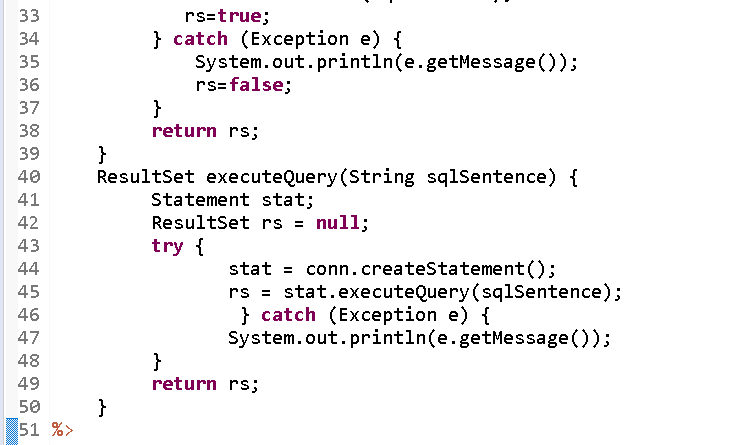 33 rs=true;
34 } catch (Exception e) {
35 System.out.println(e.getMessage());
36 rs=false;
37 }
38 return rs;
39 }
40 ResultSet executeQuery(String sqlSentence) {
41 Statement stat;
42 ResultSet rs = null;
43 try {
44 stat = conn.createStatement();
45 rs = stat.executeQuery(sqlSentence);
46 } catch (Exception e) {
47 System.out.println(e.getMessage());
48 }
49 return rs;
50 }
51 %>